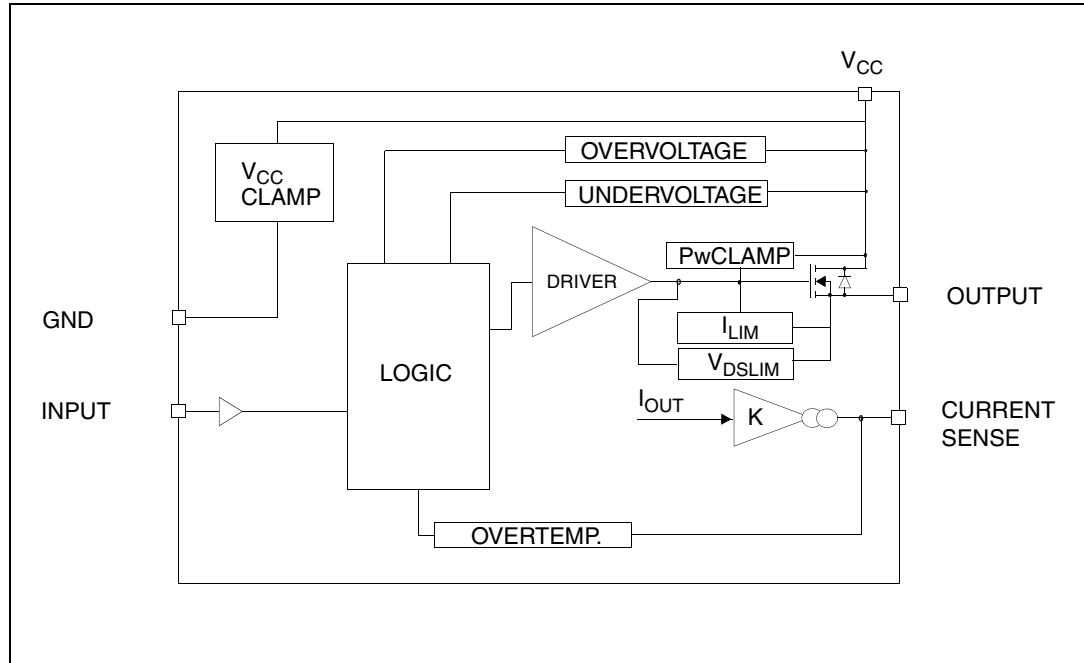 V_CC
OVERVOLTAGE
V_CC
CLAMP
UNDERVOLTAGE
PwCLAMP
DRIVER
OUTPUT
GND
I_LIM
LOGIC
V_DSLIM
INPUT
I_OUT
K
CURRENT
SENSE
OVERTEMP.